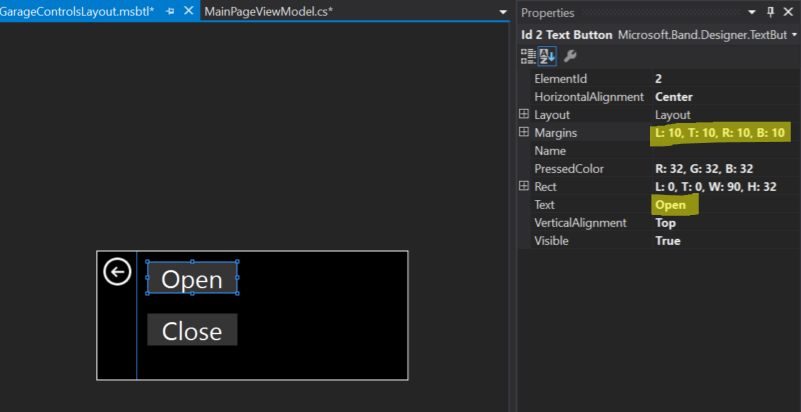 GarageControlsLayout.msbtl*
MainPageViewModel.cs*
Open
Close
Properties
Id 2 Text Button Microsoft.Band.Designer.TextBut
ElementId 2
HorizontalAlignment Center
Layout Layout
Margins L: 10, T: 10, R: 10, B: 10
Name
PressedColor R: 32, G: 32, B: 32
Rect L: 0, T: 0, W: 90, H: 32
Text Open
VerticalAlignment Top
Visible True